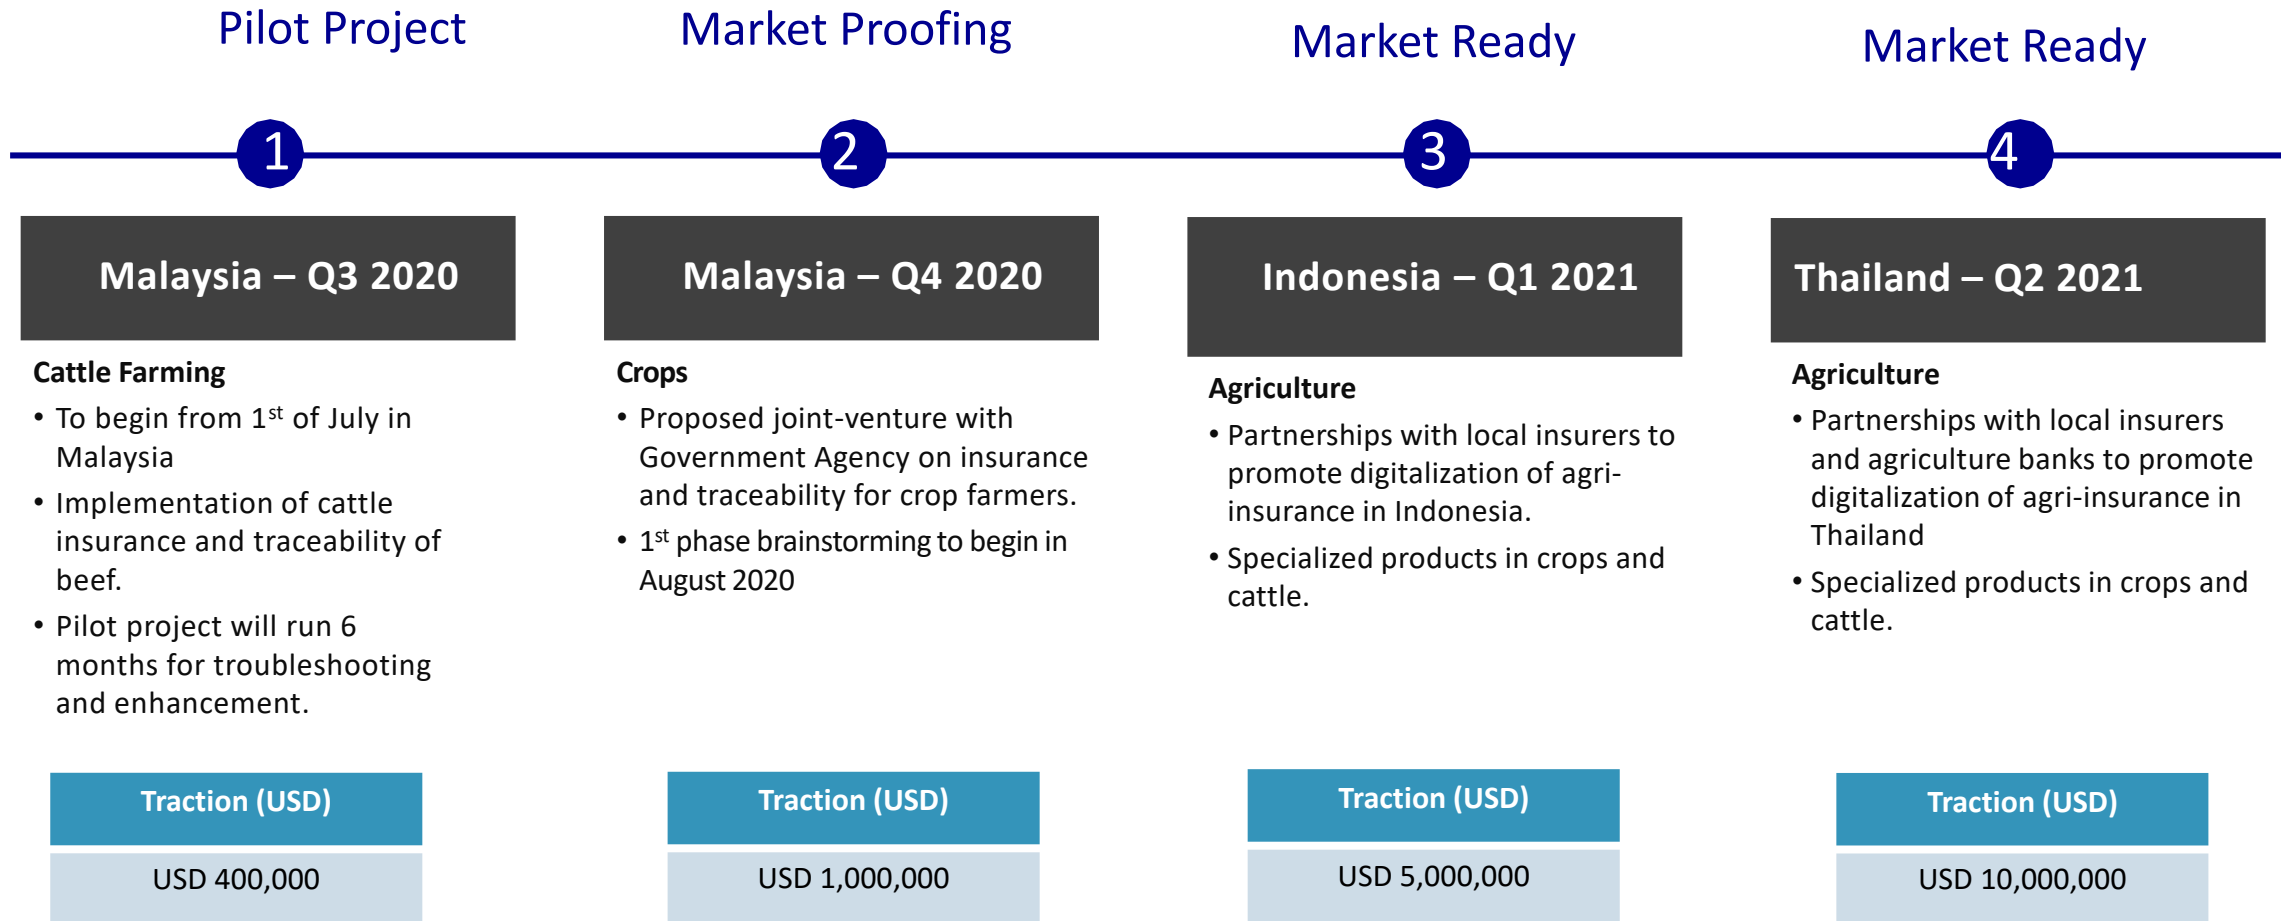 Pilot Project
Market Proofing
Market Ready
Market Ready
1
2
3
4
Malaysia – Q3 2020
Cattle Farming
• To begin from 1st of July in
Malaysia
• Implementation of cattle
insurance and traceability of
beef.
• Pilot project will run 6
months for troubleshooting
and enhancement.
Traction (USD)
USD 400,000
Malaysia – Q4 2020
Crops
• Proposed joint-venture with
Government Agency on insurance
and traceability for crop farmers.
• 1st phase brainstorming to begin in
August 2020
Traction (USD)
USD 1,000,000
Indonesia – Q1 2021
Agriculture
• Partnerships with local insurers to
promote digitalization of agri-
insurance in Indonesia.
• Specialized products in crops and
cattle.
Traction (USD)
USD 5,000,000
Thailand – Q2 2021
Agriculture
• Partnerships with local insurers
and agriculture banks to promote
digitalization of agri-insurance in
Thailand
• Specialized products in crops and
cattle.
Traction (USD)
USD 10,000,000